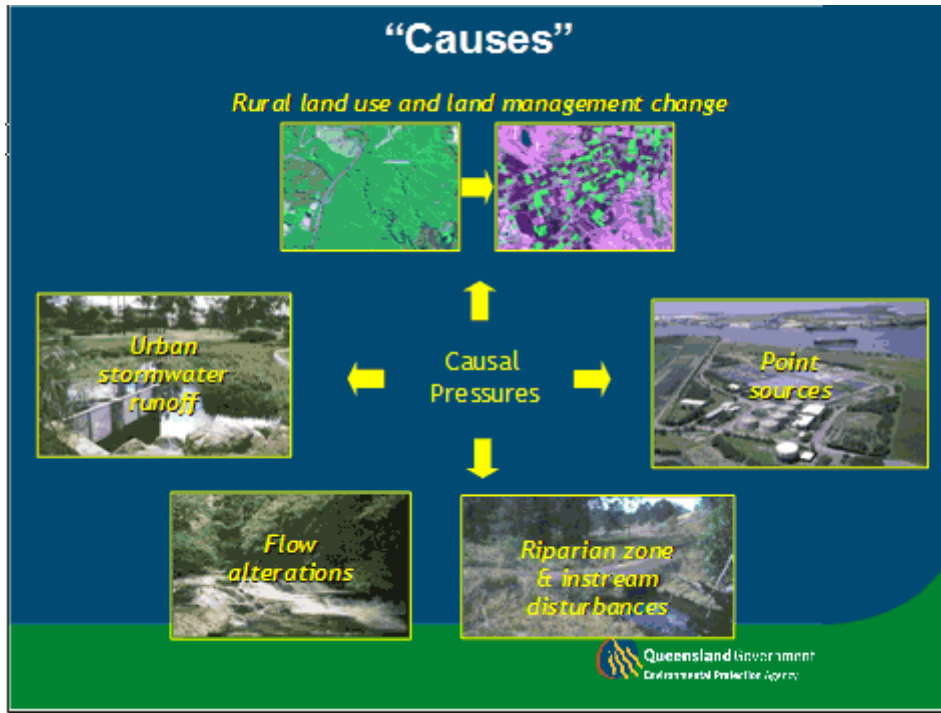 “Causes”
Rural land use and land management change
Urban
stormwater
runoff
Causal
Pressures
Point
sources
Flow
alterations
Riparian zone
& instream
disturbances
Queensland Government
Environmental Protection Agency